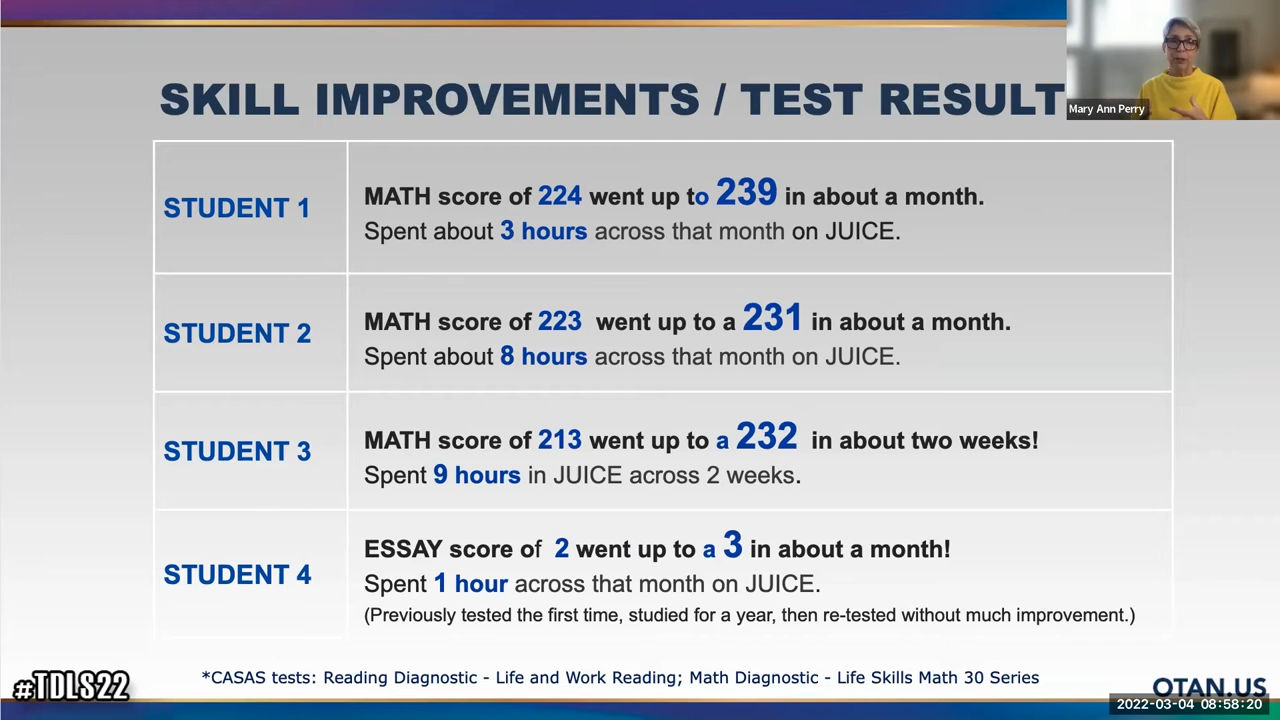 SKILL IMPROVEMENTS / TEST RESULT
Mary Ann Perry
STUDENT 1
MATH score of 224 went up to 239 in about a month.
Spent about 3 hours across that month on JUICE.
STUDENT 2
MATH score of 223 went up to a 231 in about a month.
Spent about 8 hours across that month on JUICE.
STUDENT 3
MATH score of 213 went up to a 232 in about two weeks!
Spent 9 hours in JUICE across 2 weeks.
STUDENT 4
ESSAY score of 2 went up to a 3 in about a month!
Spent 1 hour across that month on JUICE.
(Previously tested the first time, studied for a year, then re-tested without much improvement.)
*CASAS tests: Reading Diagnostic - Life and Work Reading; Math Diagnostic - Life Skills Math 30 Series
#TDLS22
OTAN.US
2022-03-04 08:58:20